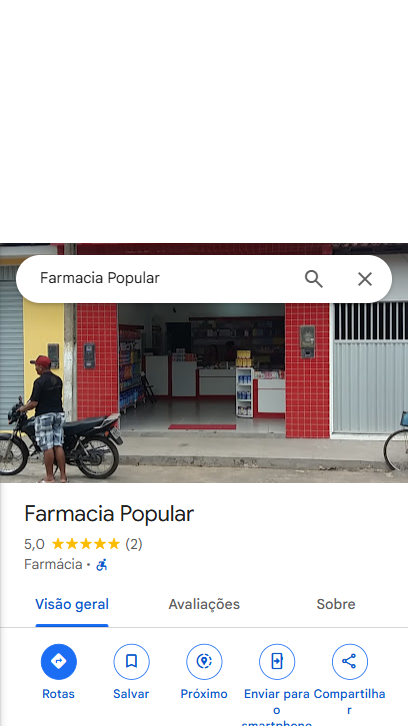 Farmacia Popular
Farmacia Popular
5,0 (2)
Farmácia ·
Visão geral Avaliações Sobre
Rotas Salvar Próximo Enviar para o smartphone Compartilhar